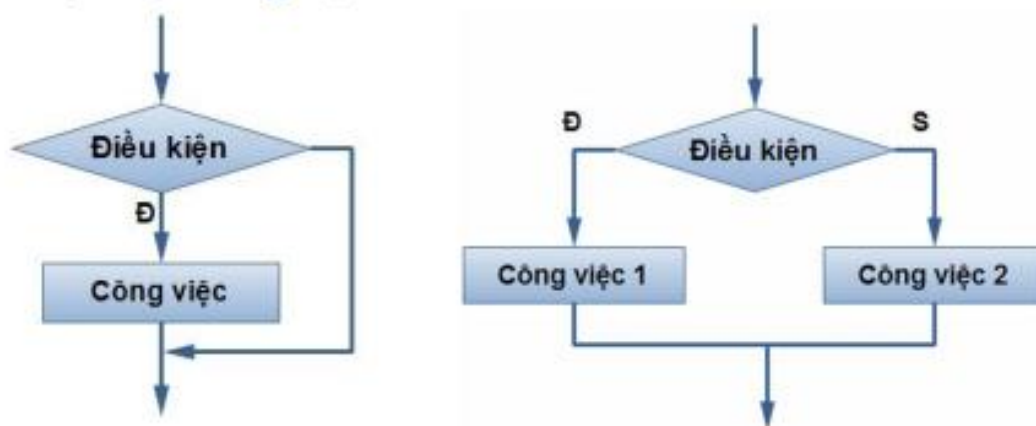 Điều kiện
Đ
Công việc
Đ
S
Điều kiện
Công việc 1
Công việc 2